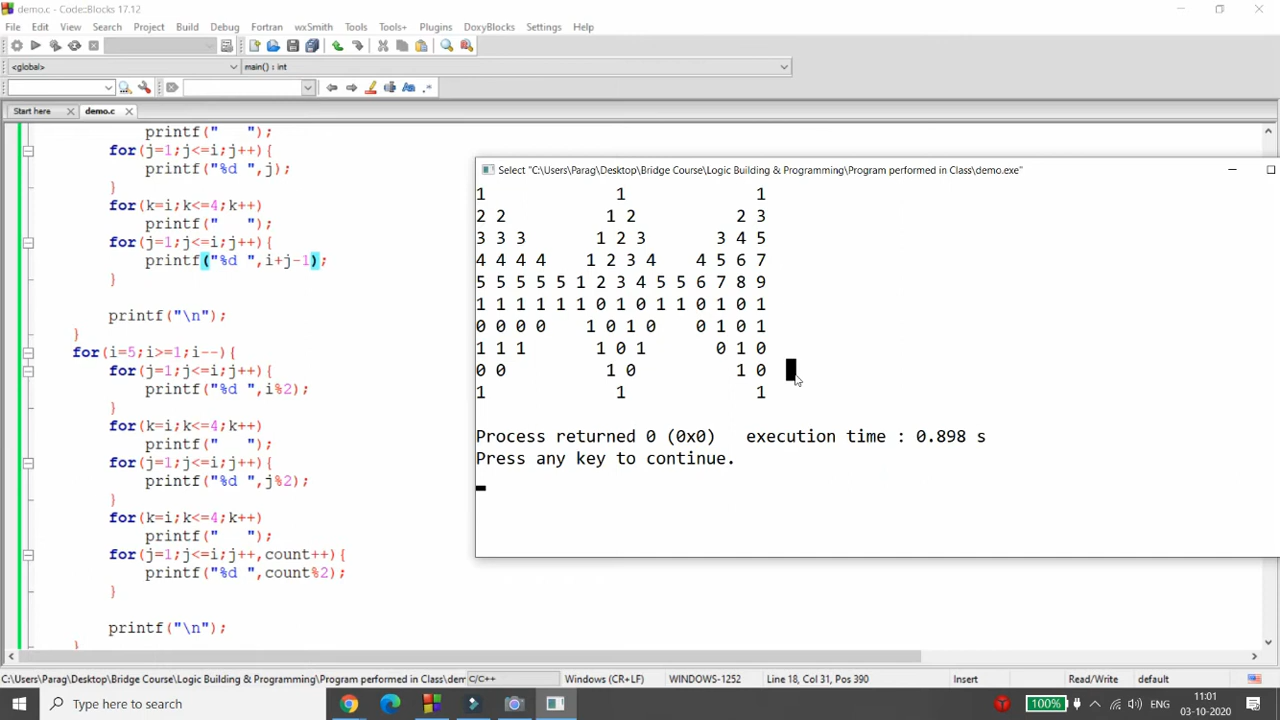 demo.c - Code::Blocks 17.12
File Edit View Search Project Build Debug Fortran wxSmith Tools Tools+ Plugins DoxyBlocks Settings Help
<global> main() : int
Start here demo.c
printf("   ");
for(j=1;j<=i;j++){
printf("%d ",j);
}
for(k=i;k<=4;k++)
printf("   ");
for(j=1;j<=i;j++){
printf("%d ",i+j-1);
}
printf("\n");
}
for(i=5;i>=1;i--){
for(j=1;j<=i;j++){
printf("%d ",i%2);
}
for(k=i;k<=4;k++)
printf("   ");
for(j=1;j<=i;j++){
printf("%d ",j%2);
}
for(k=i;k<=4;k++)
printf("   ");
for(j=1;j<=i;j++,count++){
printf("%d ",count%2);
}
printf("\n");
}
Select "C:\Users\Parag\Desktop\Bridge Course\Logic Building & Programming\Program performed in Class\demo.exe"
1 1 1
2 2 1 2 2 3
3 3 3 1 2 3 3 4 5
4 4 4 4 1 2 3 4 4 5 6 7
5 5 5 5 5 1 2 3 4 5 5 6 7 8 9
1 1 1 1 1 1 0 1 0 1 1 0 1 0 1
0 0 0 0 1 0 1 0 0 1 0 1
1 1 1 1 0 1 0 1 0
0 0 1 0 1 0
1 1 1
Process returned 0 (0x0) execution time : 0.898 s
Press any key to continue.
C:\Users\Parag\Desktop\Bridge Course\Logic Building & Programming\Program performed in Class\dem C/C++ Windows (CR+LF) WINDOWS-1252 Line 18, Col 31, Pos 390 Insert Read/Write default
Type here to search 100% ENG 11:01
03-10-2020